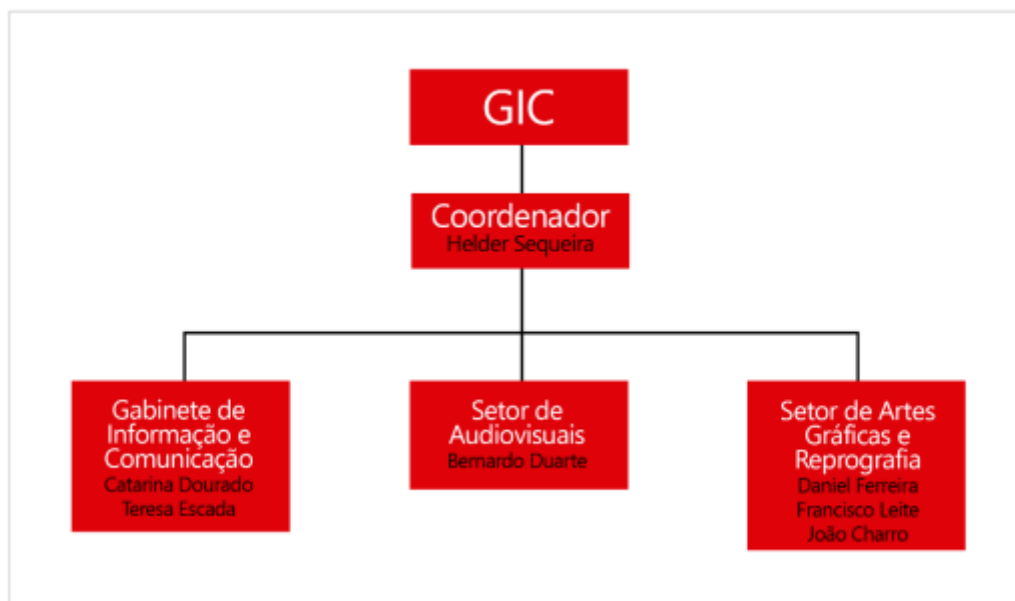 GIC
Coordenador
Helder Sequeira
Gabinete de
Informação e
Comunicação
Catarina Dourado
Teresa Escada
Setor de
Audiovisuais
Bernardo Duarte
Setor de Artes
Gráficas e
Reprografia
Daniel Ferreira
Francisco Leite
João Charro